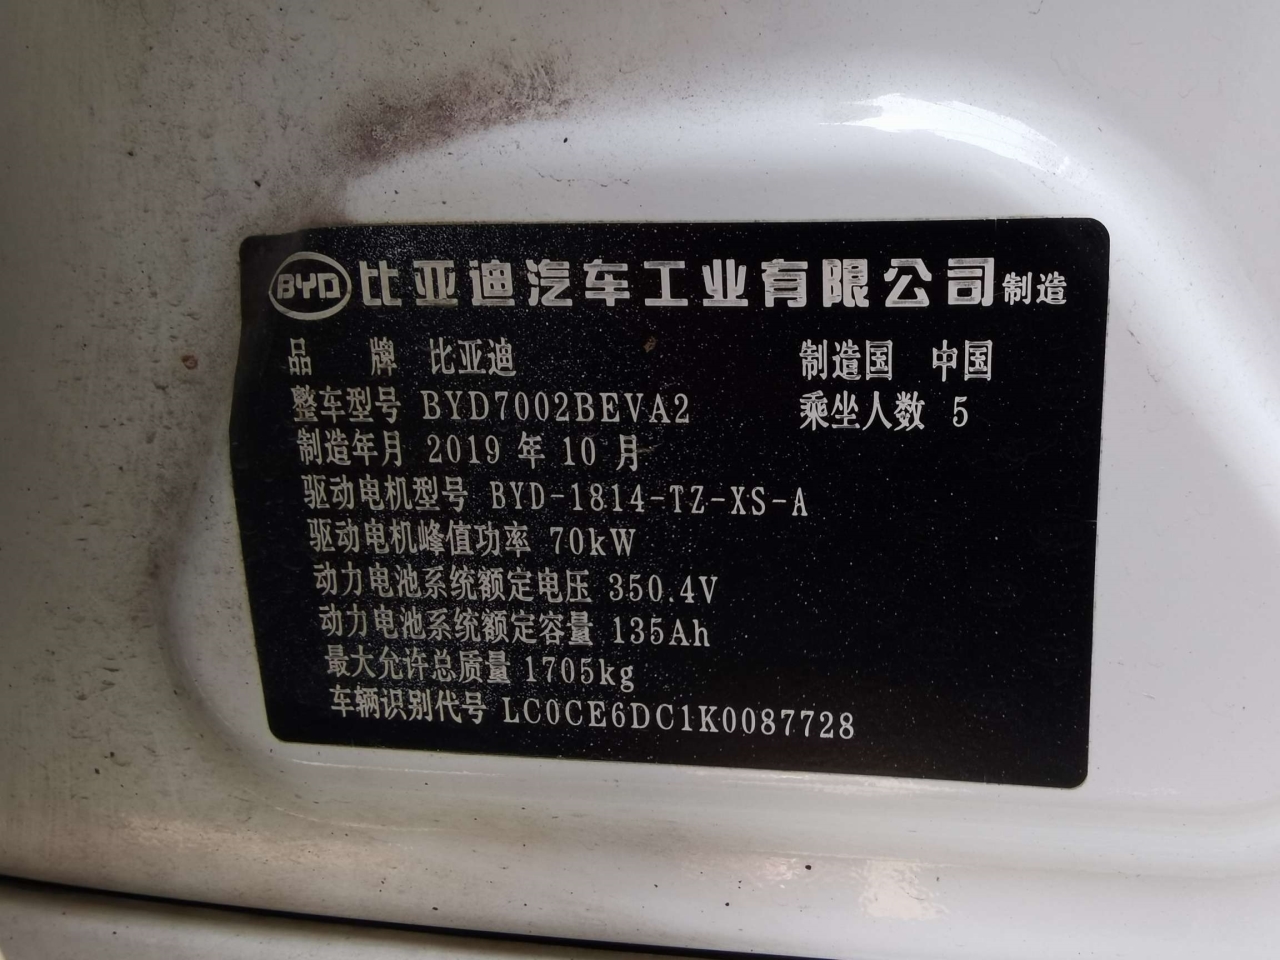 BYD 比亚迪汽车工业有限公司 制造
品 牌 比亚迪 制造国 中国
整车型号 BYD7002BEVA2 乘坐人数 5
制造年月 2019 年 10 月
驱动电机型号 BYD-1814-TZ-XS-A
驱动电机峰值功率 70kW
动力电池系统额定电压 350.4V
动力电池系统额定容量 135Ah
最大允许总质量 1705kg
车辆识别代号 LC0CE6DC1K0087728